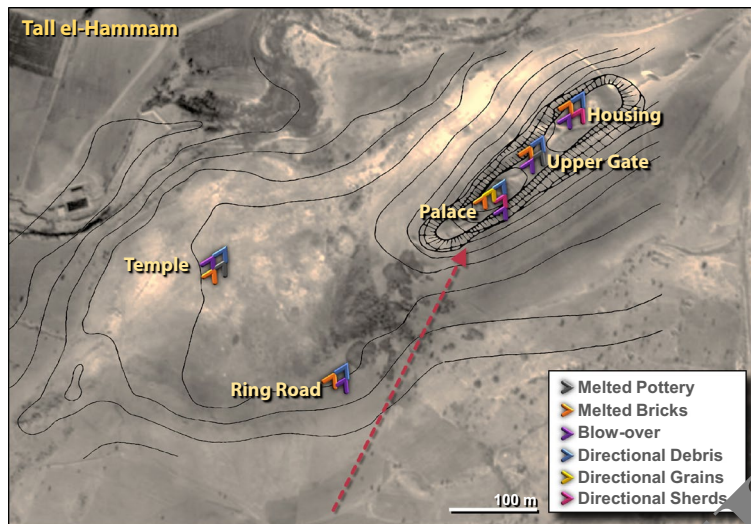 Tall el-Hammam
Housing
Upper Gate
Palace
Temple
Ring Road
Melted Pottery
Melted Bricks
Blow-over
Directional Debris
Directional Grains
Directional Sherds
100 m